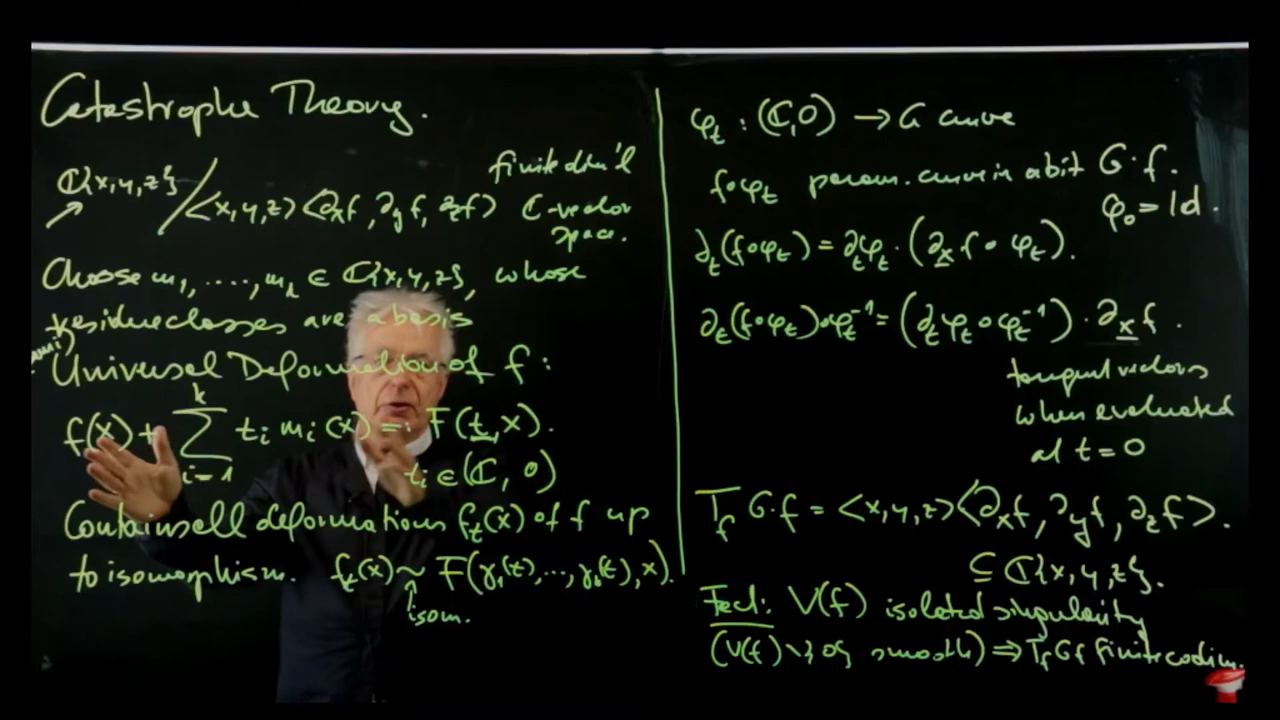 Catastrophe Theory.
ℂ{x,y,z} / <x,y,z><∂xf, ∂yf, ∂zf>
finite dim'l
ℂ-vector
space.
Choose m₁, ...., mₖ ∈ ℂ{x,y,z}, whose
residue classes are a basis
Universal Deformation of f:
f(x) + Σ_{i=1}^{k} tᵢ mᵢ(x) =: F(t,x).
tᵢ ∈ (ℂ, 0)
Contains all deformations fₜ(x) of f up
to isomorphism. fₜ(x) ~ F(γ₁(t),...,γₖ(t),x).
↑
isom.
φₜ : (ℂ,0) → G curve
f∘φₜ param. curve in orbit G·f.
φ₀ = Id.
∂ₜ(f∘φₜ) = ∂ₜφₜ · (∂ₓf ∘ φₜ).
∂ₜ(f∘φₜ)∘φₜ⁻¹ = (∂ₜφₜ∘φₜ⁻¹) · ∂ₓf.
tangent vectors
when evaluated
at t = 0
T_f G·f = <x,y,z><∂xf, ∂yf, ∂zf>.
⊆ ℂ{x,y,z}.
Fact: V(f) isolated singularity
(V(f)∖{0} smooth) ⇒ T_f Gf finite codim.